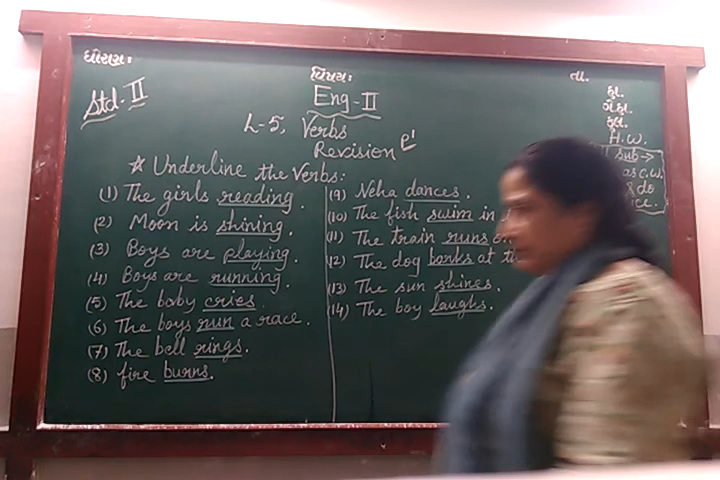 ધોરણ:
વિષય:
તા.
Std. II
Eng-II
L-5, Verbs
Revision
☆ Underline the Verbs:
(1) The girls reading.
(2) Moon is shining.
(3) Boys are playing.
(4) Boys are running.
(5) The baby cries.
(6) The boys run a race.
(7) The bell rings.
(8) fire burns.
(9) Neha dances.
(10) The fish swim in
(11) The train runs
(12) The dog barks at
(13) The sun shines.
(14) The boy laughs.
H.W.
Sub →
as c.w.
& do